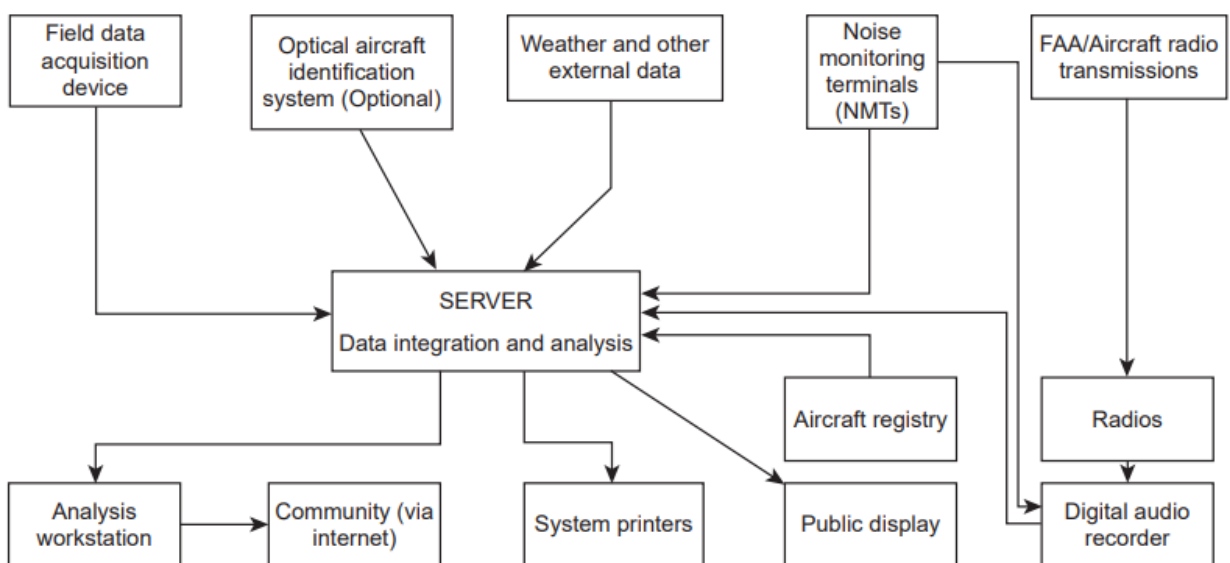 Field data
acquisition
device
Optical aircraft
identification
system (Optional)
Weather and other
external data
Noise
monitoring
terminals
(NMTs)
FAA/Aircraft radio
transmissions
SERVER
Data integration and analysis
Aircraft registry
Radios
Analysis
workstation
Community (via
internet)
System printers
Public display
Digital audio
recorder